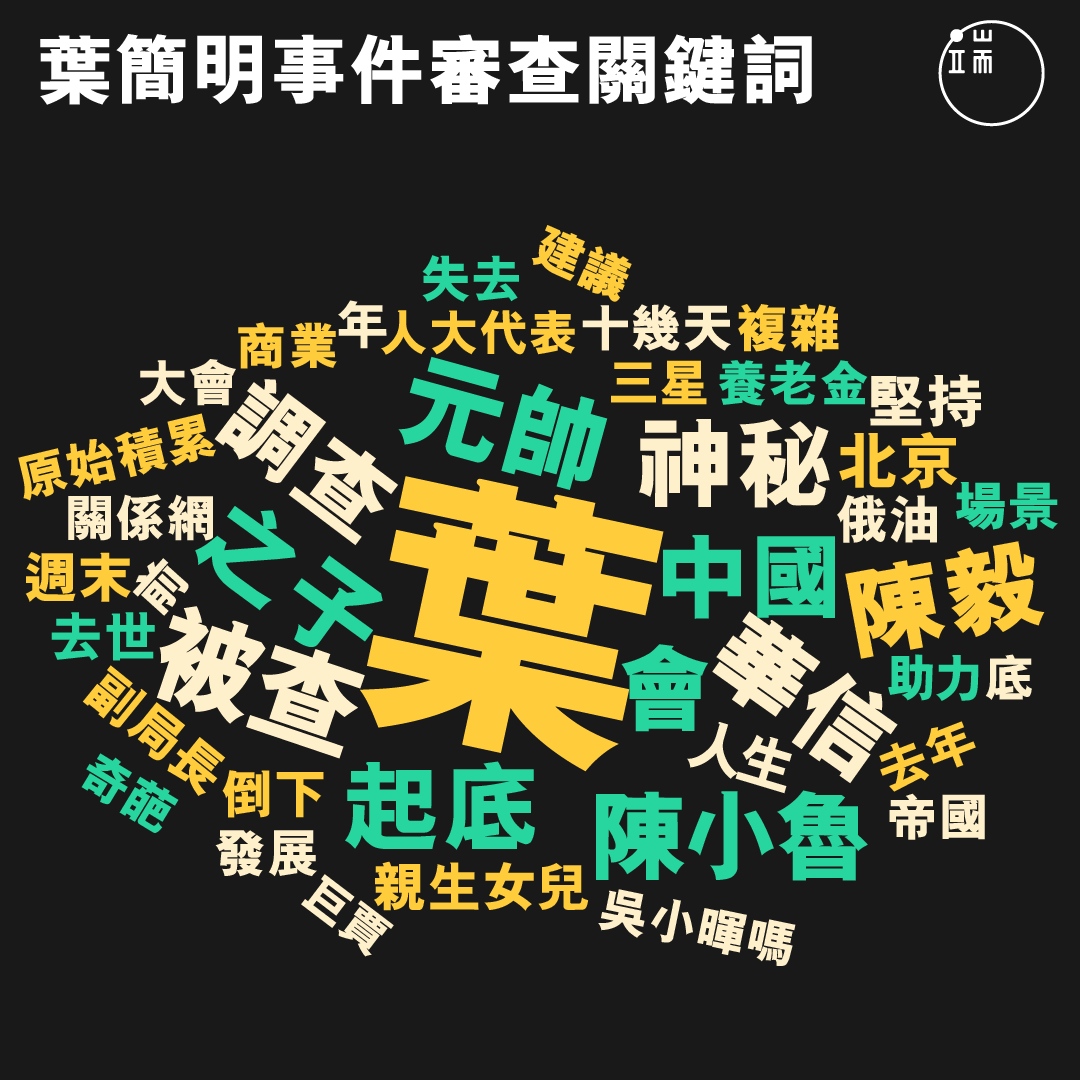 葉簡明事件審查關鍵詞
端
建議
失去
年
人大代表
十幾天
複雜
商業
大會
元帥
三星
養老金
堅持
調查
神秘
北京
原始積累
關係網
葉
俄油
場景
之子
中國
陳毅
週末
去世
被查
會
華信
助力
底
副局長
人生
去年
奇葩
倒下
起底
陳小魯
帝國
發展
親生女兒
巨賈
吳小暉嗎